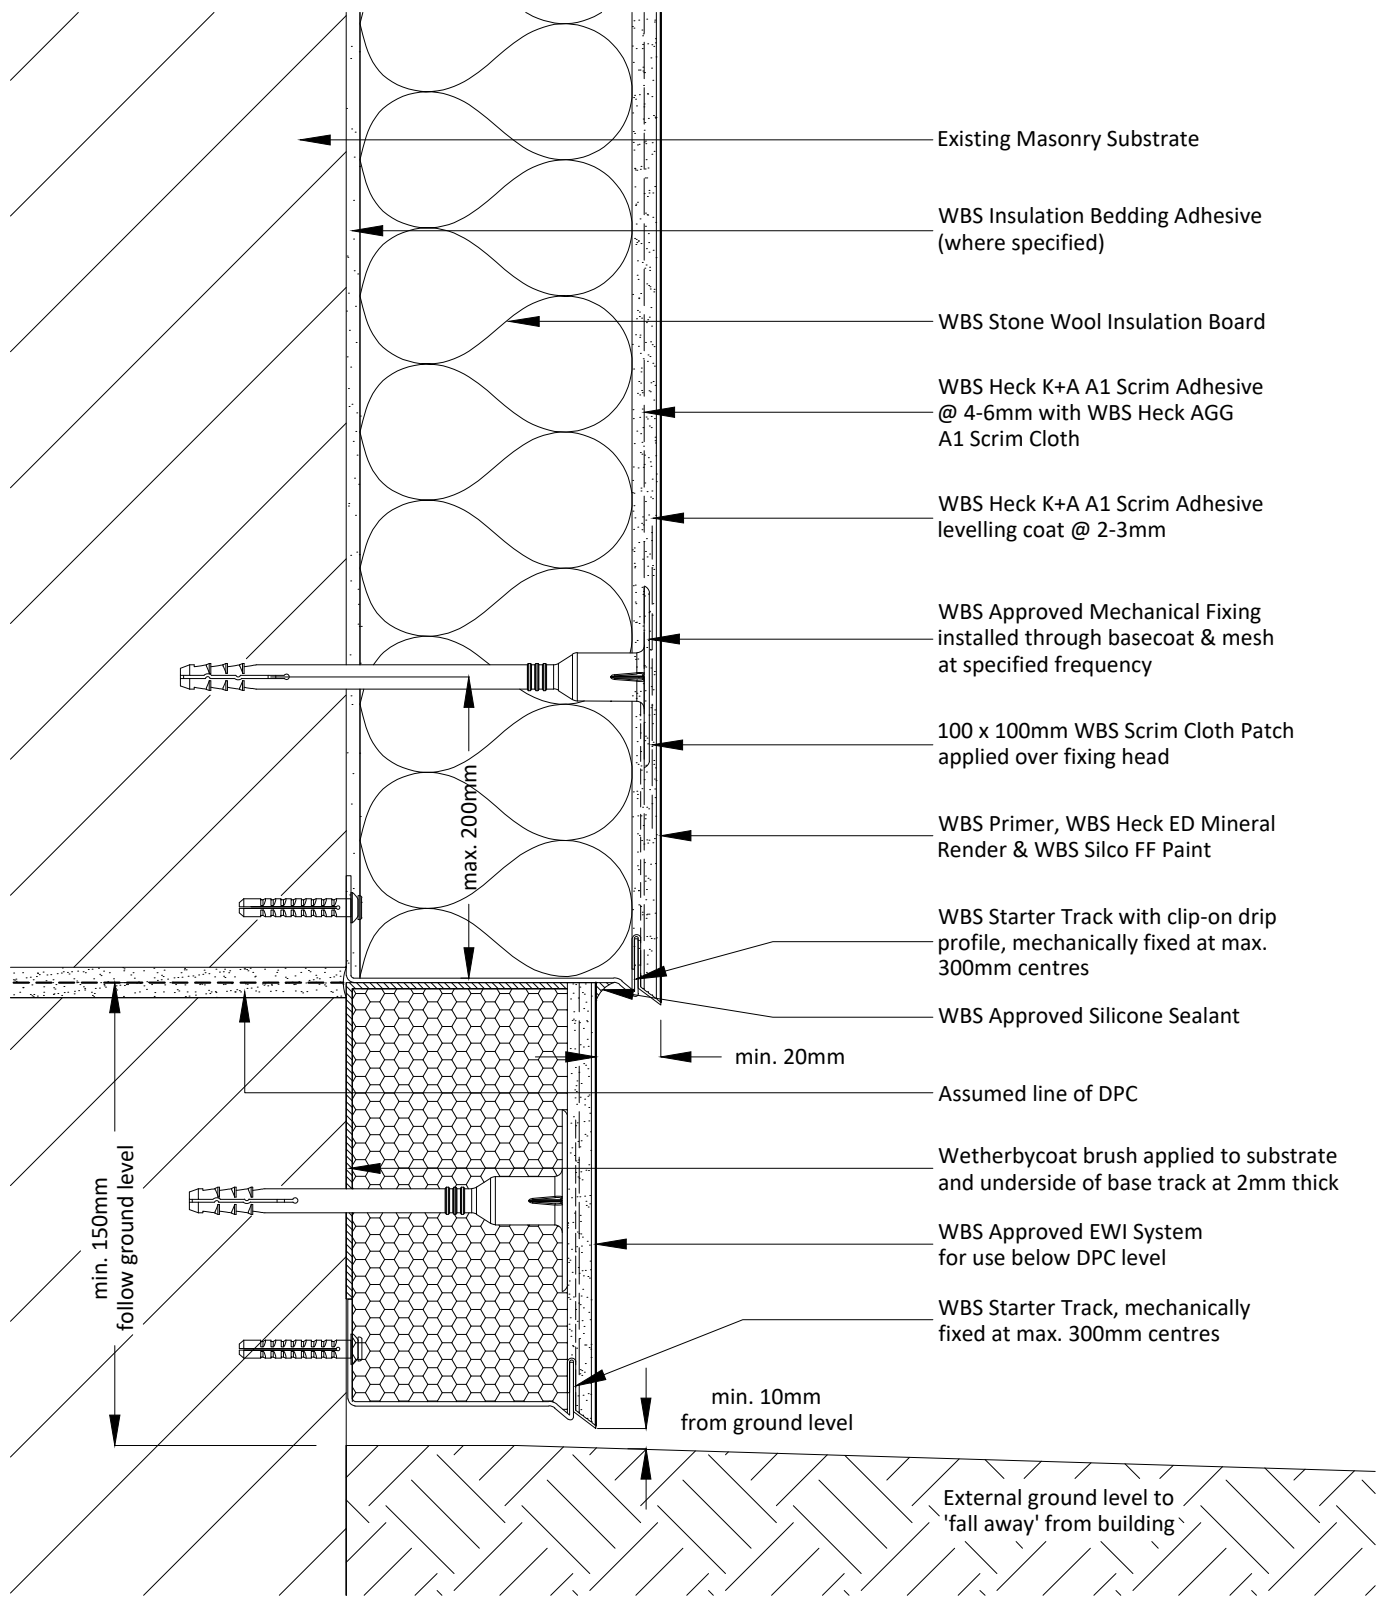 Existing Masonry Substrate
WBS Insulation Bedding Adhesive
(where specified)
WBS Stone Wool Insulation Board
WBS Heck K+A A1 Scrim Adhesive
@ 4-6mm with WBS Heck AGG
A1 Scrim Cloth
WBS Heck K+A A1 Scrim Adhesive
levelling coat @ 2-3mm
WBS Approved Mechanical Fixing
installed through basecoat & mesh
at specified frequency
100 x 100mm WBS Scrim Cloth Patch
applied over fixing head
max. 200mm
WBS Primer, WBS Heck ED Mineral
Render & WBS Silco FF Paint
WBS Starter Track with clip-on drip
profile, mechanically fixed at max.
300mm centres
WBS Approved Silicone Sealant
min. 20mm
Assumed line of DPC
Wetherbycoat brush applied to substrate
and underside of base track at 2mm thick
min. 150mm
follow ground level
WBS Approved EWI System
for use below DPC level
WBS Starter Track, mechanically
fixed at max. 300mm centres
min. 10mm
from ground level
External ground level to
'fall away' from building